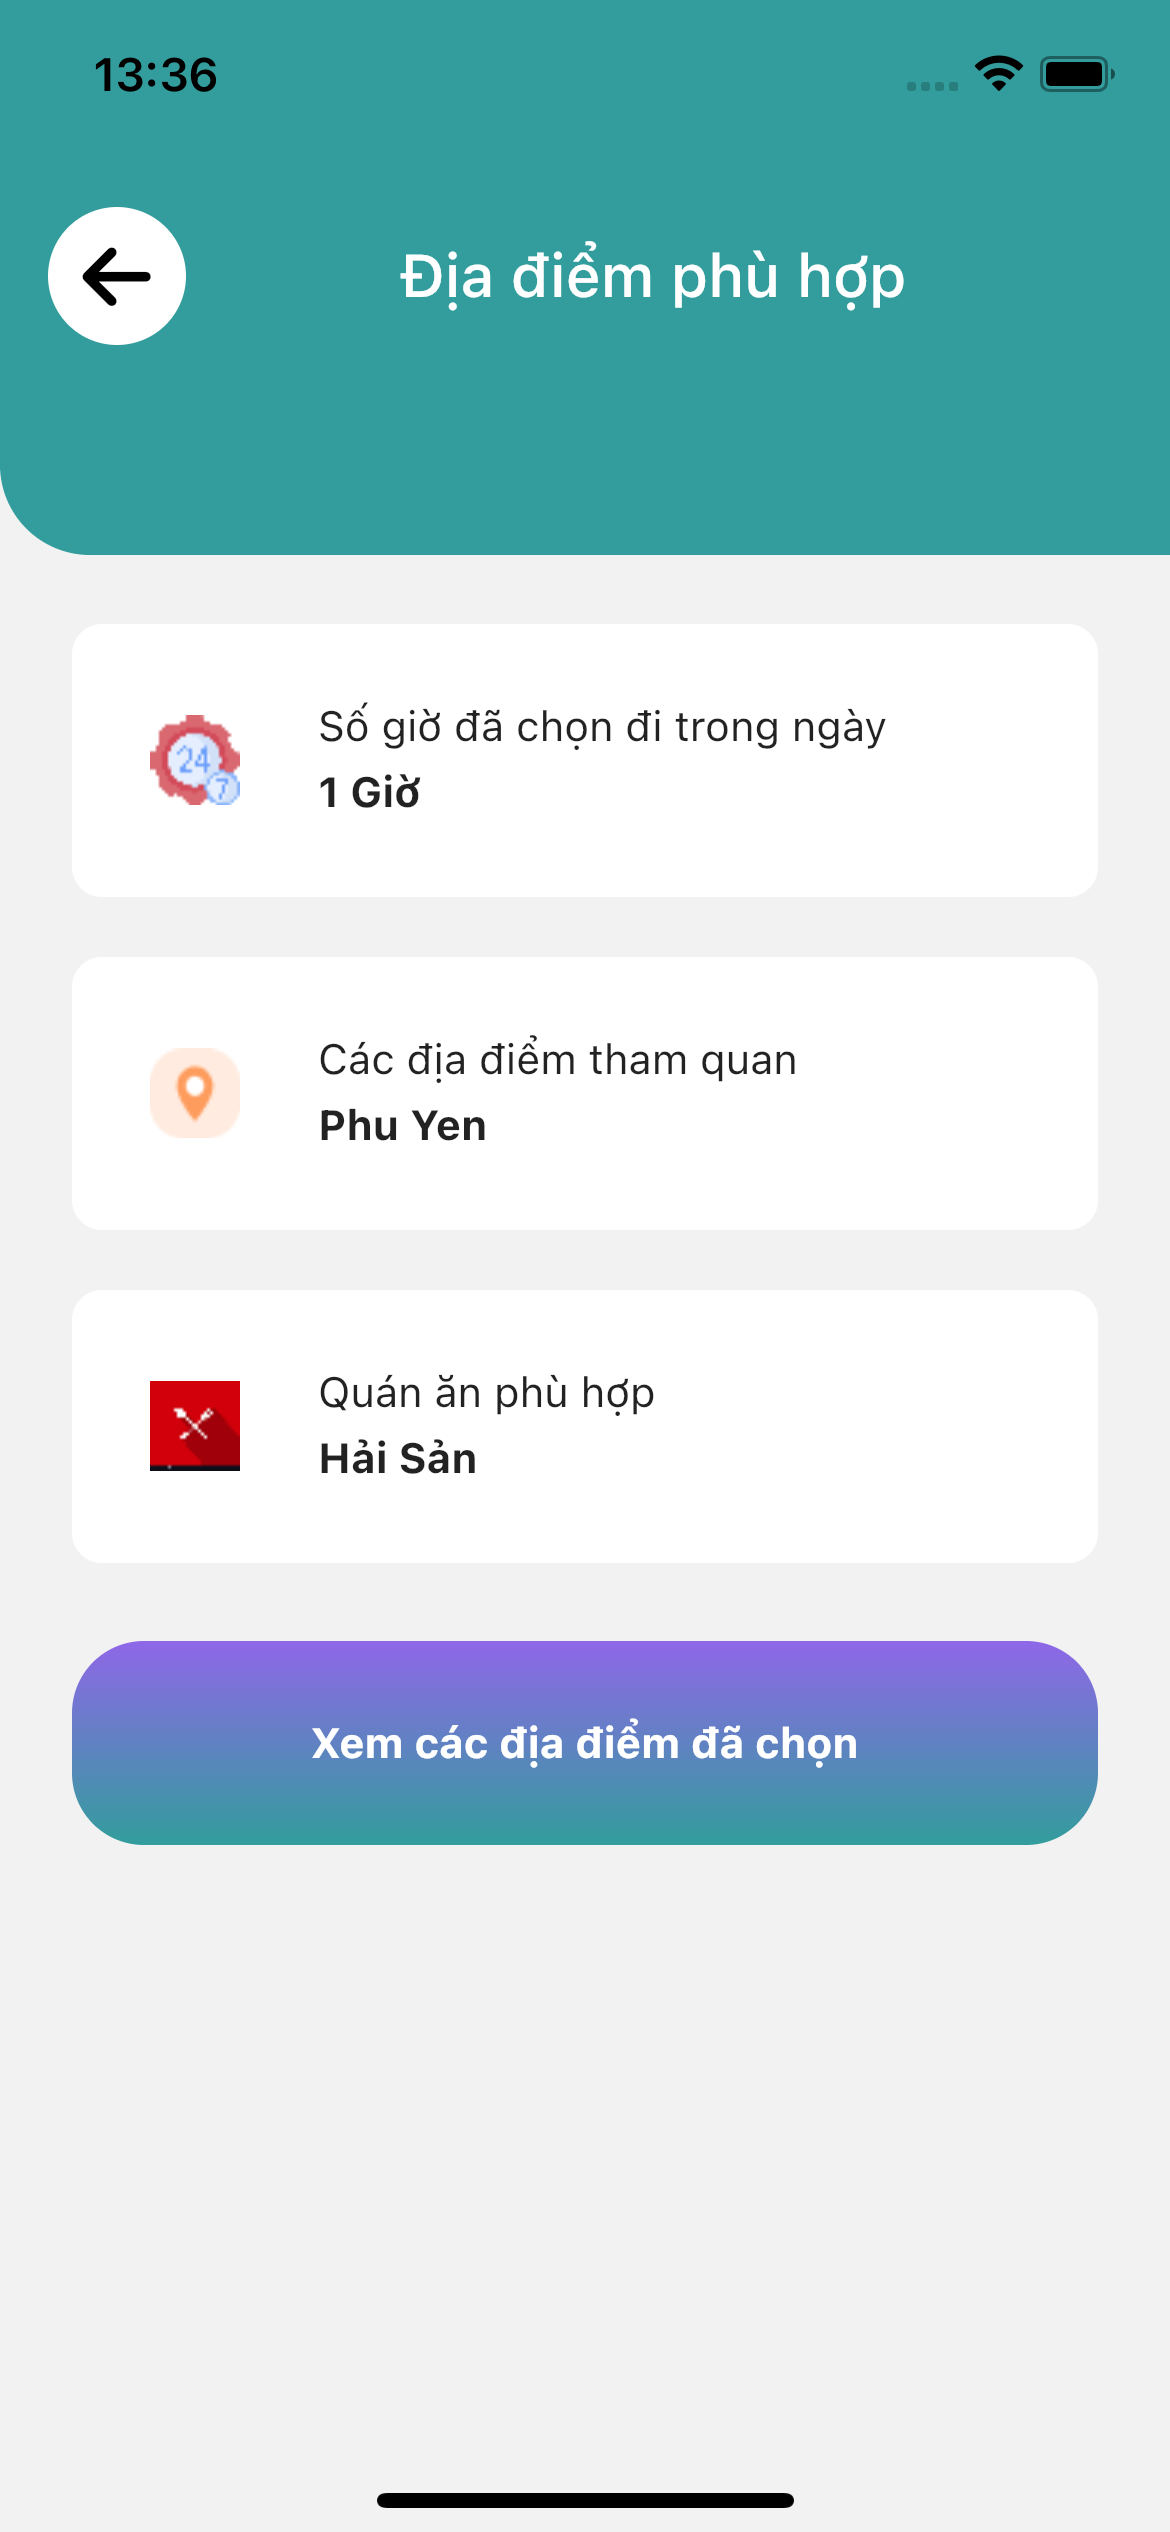 13:36
Địa điểm phù hợp
Số giờ đã chọn đi trong ngày
24
7
1 Giờ
Các địa điểm tham quan
Phu Yen
Quán ăn phù hợp
Hải Sản
Xem các địa điểm đã chọn